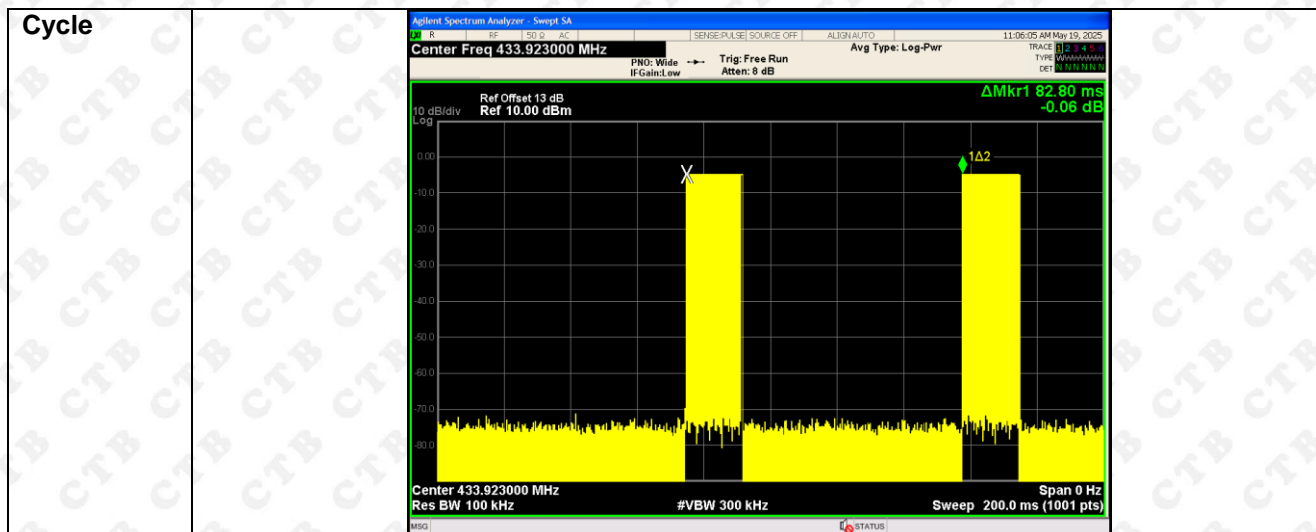 Cycle
Agilent Spectrum Analyzer - Swept SA
R RF 50 Ω AC SENSE:PULSE SOURCE OFF ALIGN AUTO 11:06:05 AM May 19, 2025
Center Freq 433.923000 MHz Avg Type: Log-Pwr TRACE 1 2 3 4 5 6
PNO: Wide Trig: Free Run TYPE W
IFGain:Low Atten: 8 dB DET N N N N N N
ΔMkr1 82.80 ms
-0.06 dB
Ref Offset 13 dB
10 dB/div Ref 10.00 dBm
Log
0.00
1Δ2
X
-10.0
-20.0
-30.0
-40.0
-50.0
-60.0
-70.0
-80.0
Center 433.923000 MHz Span 0 Hz
Res BW 100 kHz #VBW 300 kHz Sweep 200.0 ms (1001 pts)
MSG STATUS
CTB